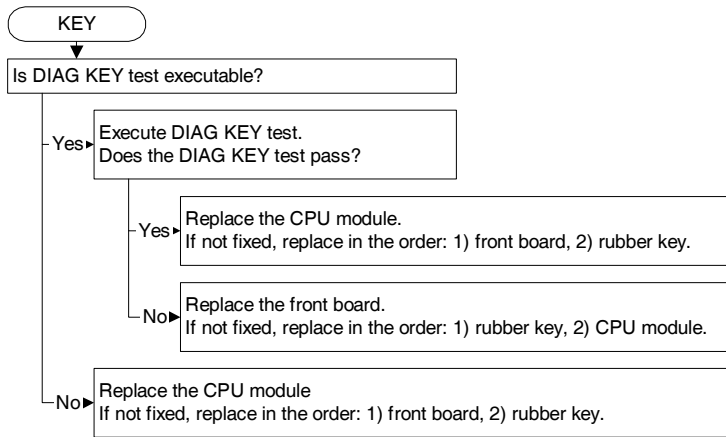 KEY
Is DIAG KEY test executable?
Yes
Execute DIAG KEY test.
Does the DIAG KEY test pass?
Yes
Replace the CPU module.
If not fixed, replace in the order: 1) front board, 2) rubber key.
No
Replace the front board.
If not fixed, replace in the order: 1) rubber key, 2) CPU module.
No
Replace the CPU module
If not fixed, replace in the order: 1) front board, 2) rubber key.